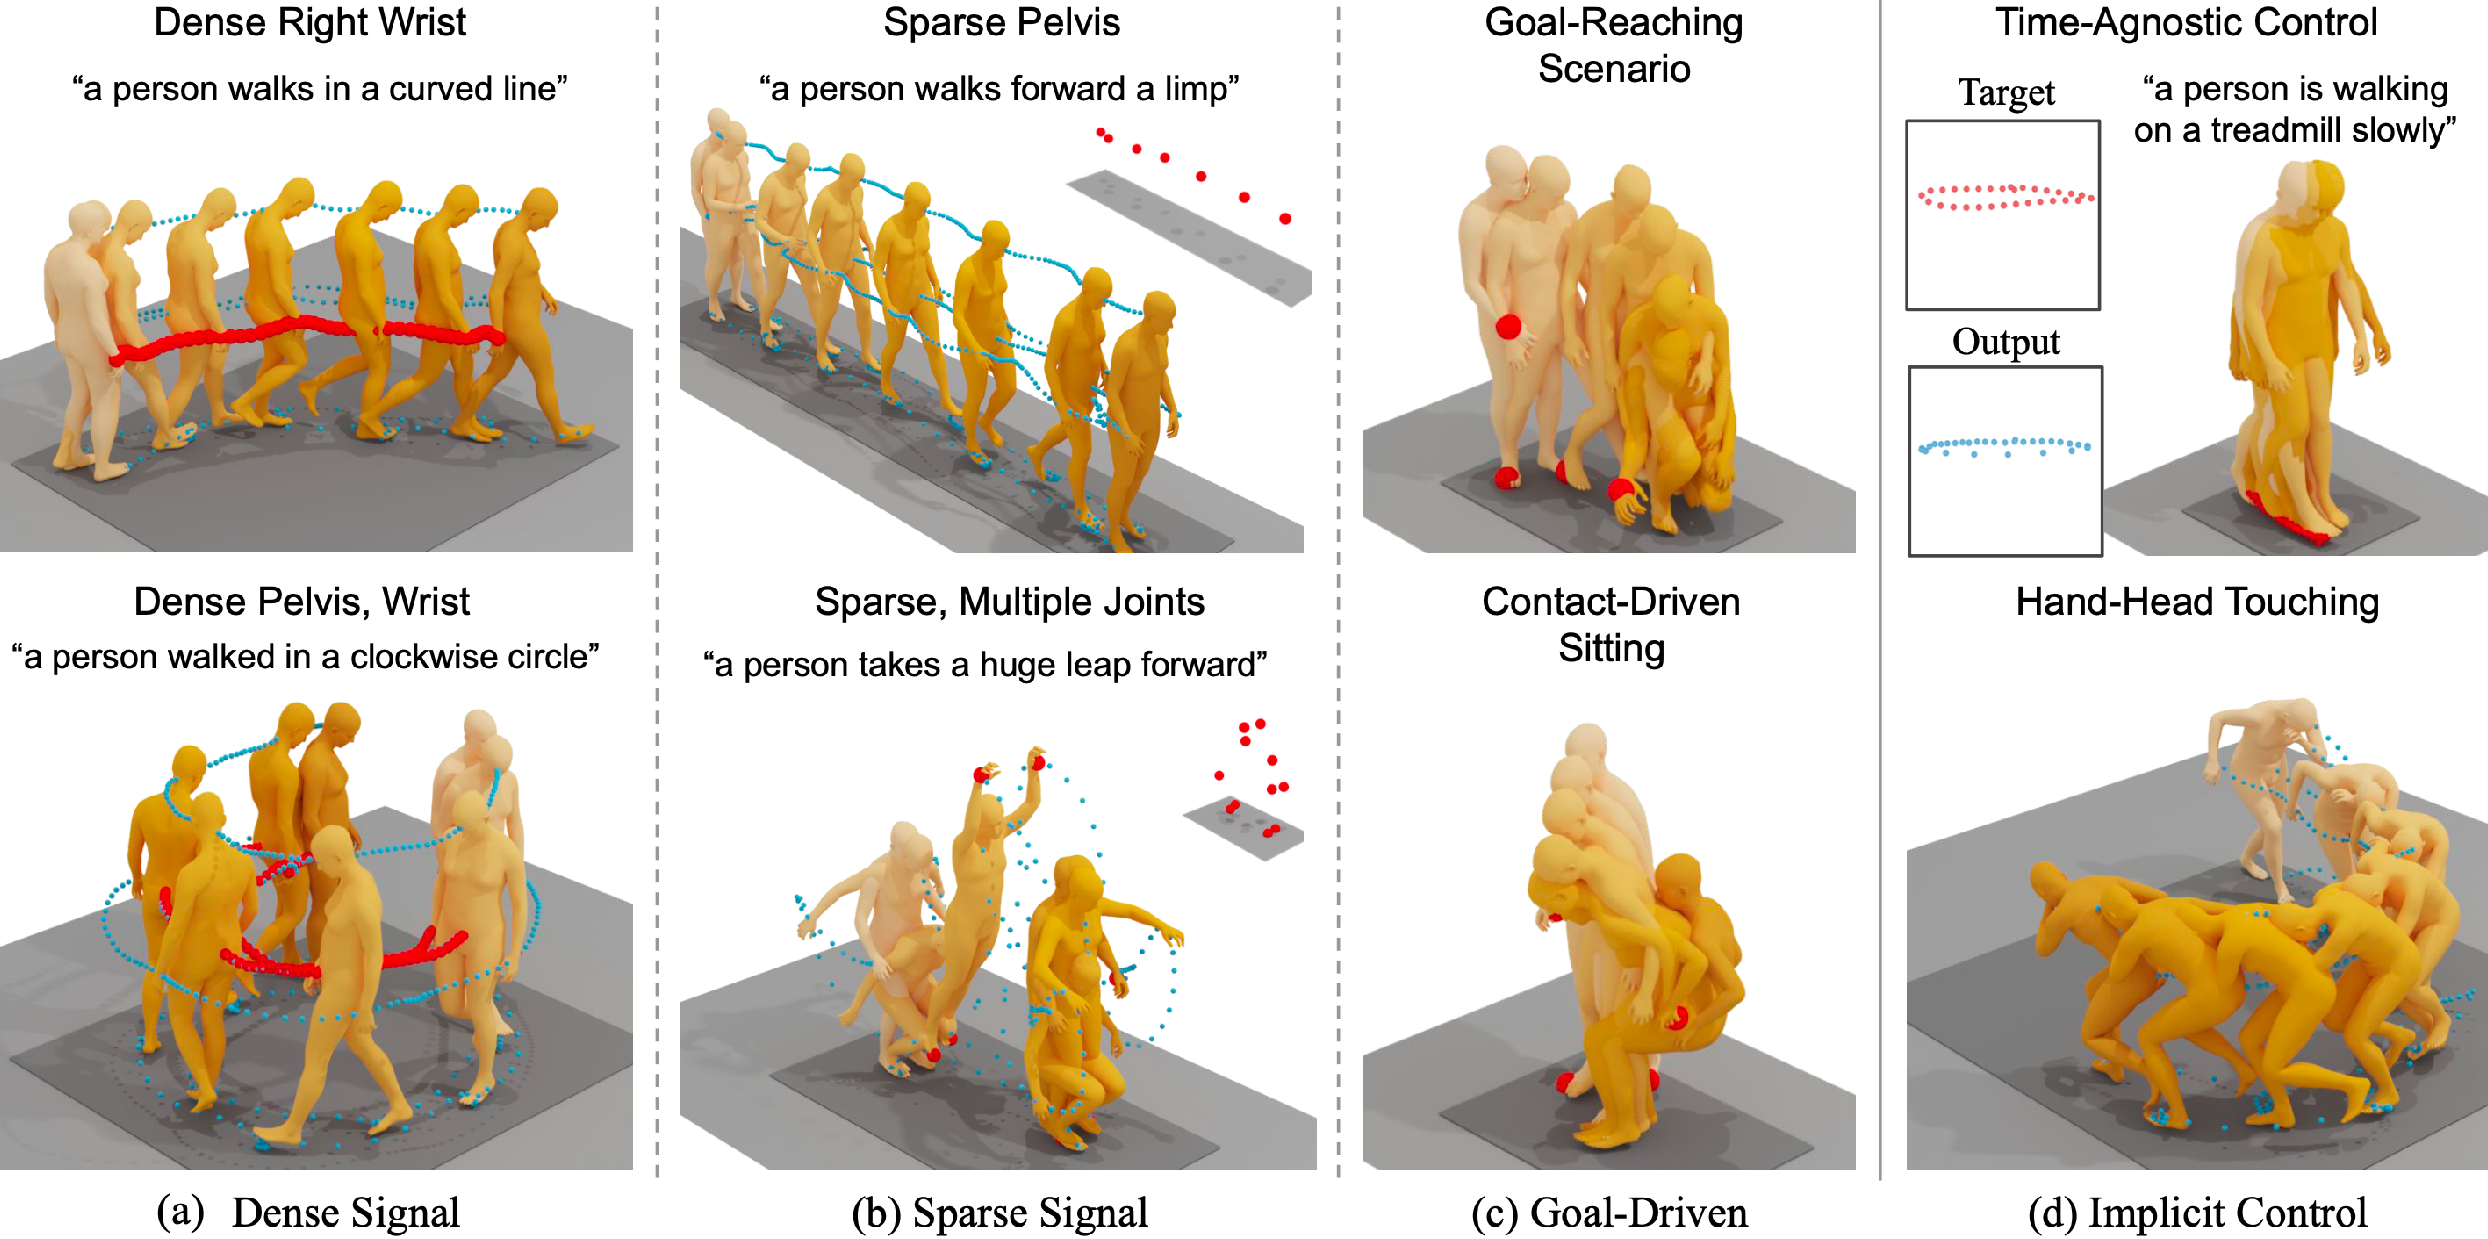 Dense Right Wrist
“a person walks in a curved line”
Sparse Pelvis
“a person walks forward a limp”
Goal-Reaching
Scenario
Time-Agnostic Control
Target
“a person is walking
on a treadmill slowly”
Output
Dense Pelvis, Wrist
“a person walked in a clockwise circle”
Sparse, Multiple Joints
“a person takes a huge leap forward”
Contact-Driven
Sitting
Hand-Head Touching
(a) Dense Signal
(b) Sparse Signal
(c) Goal-Driven
(d) Implicit Control